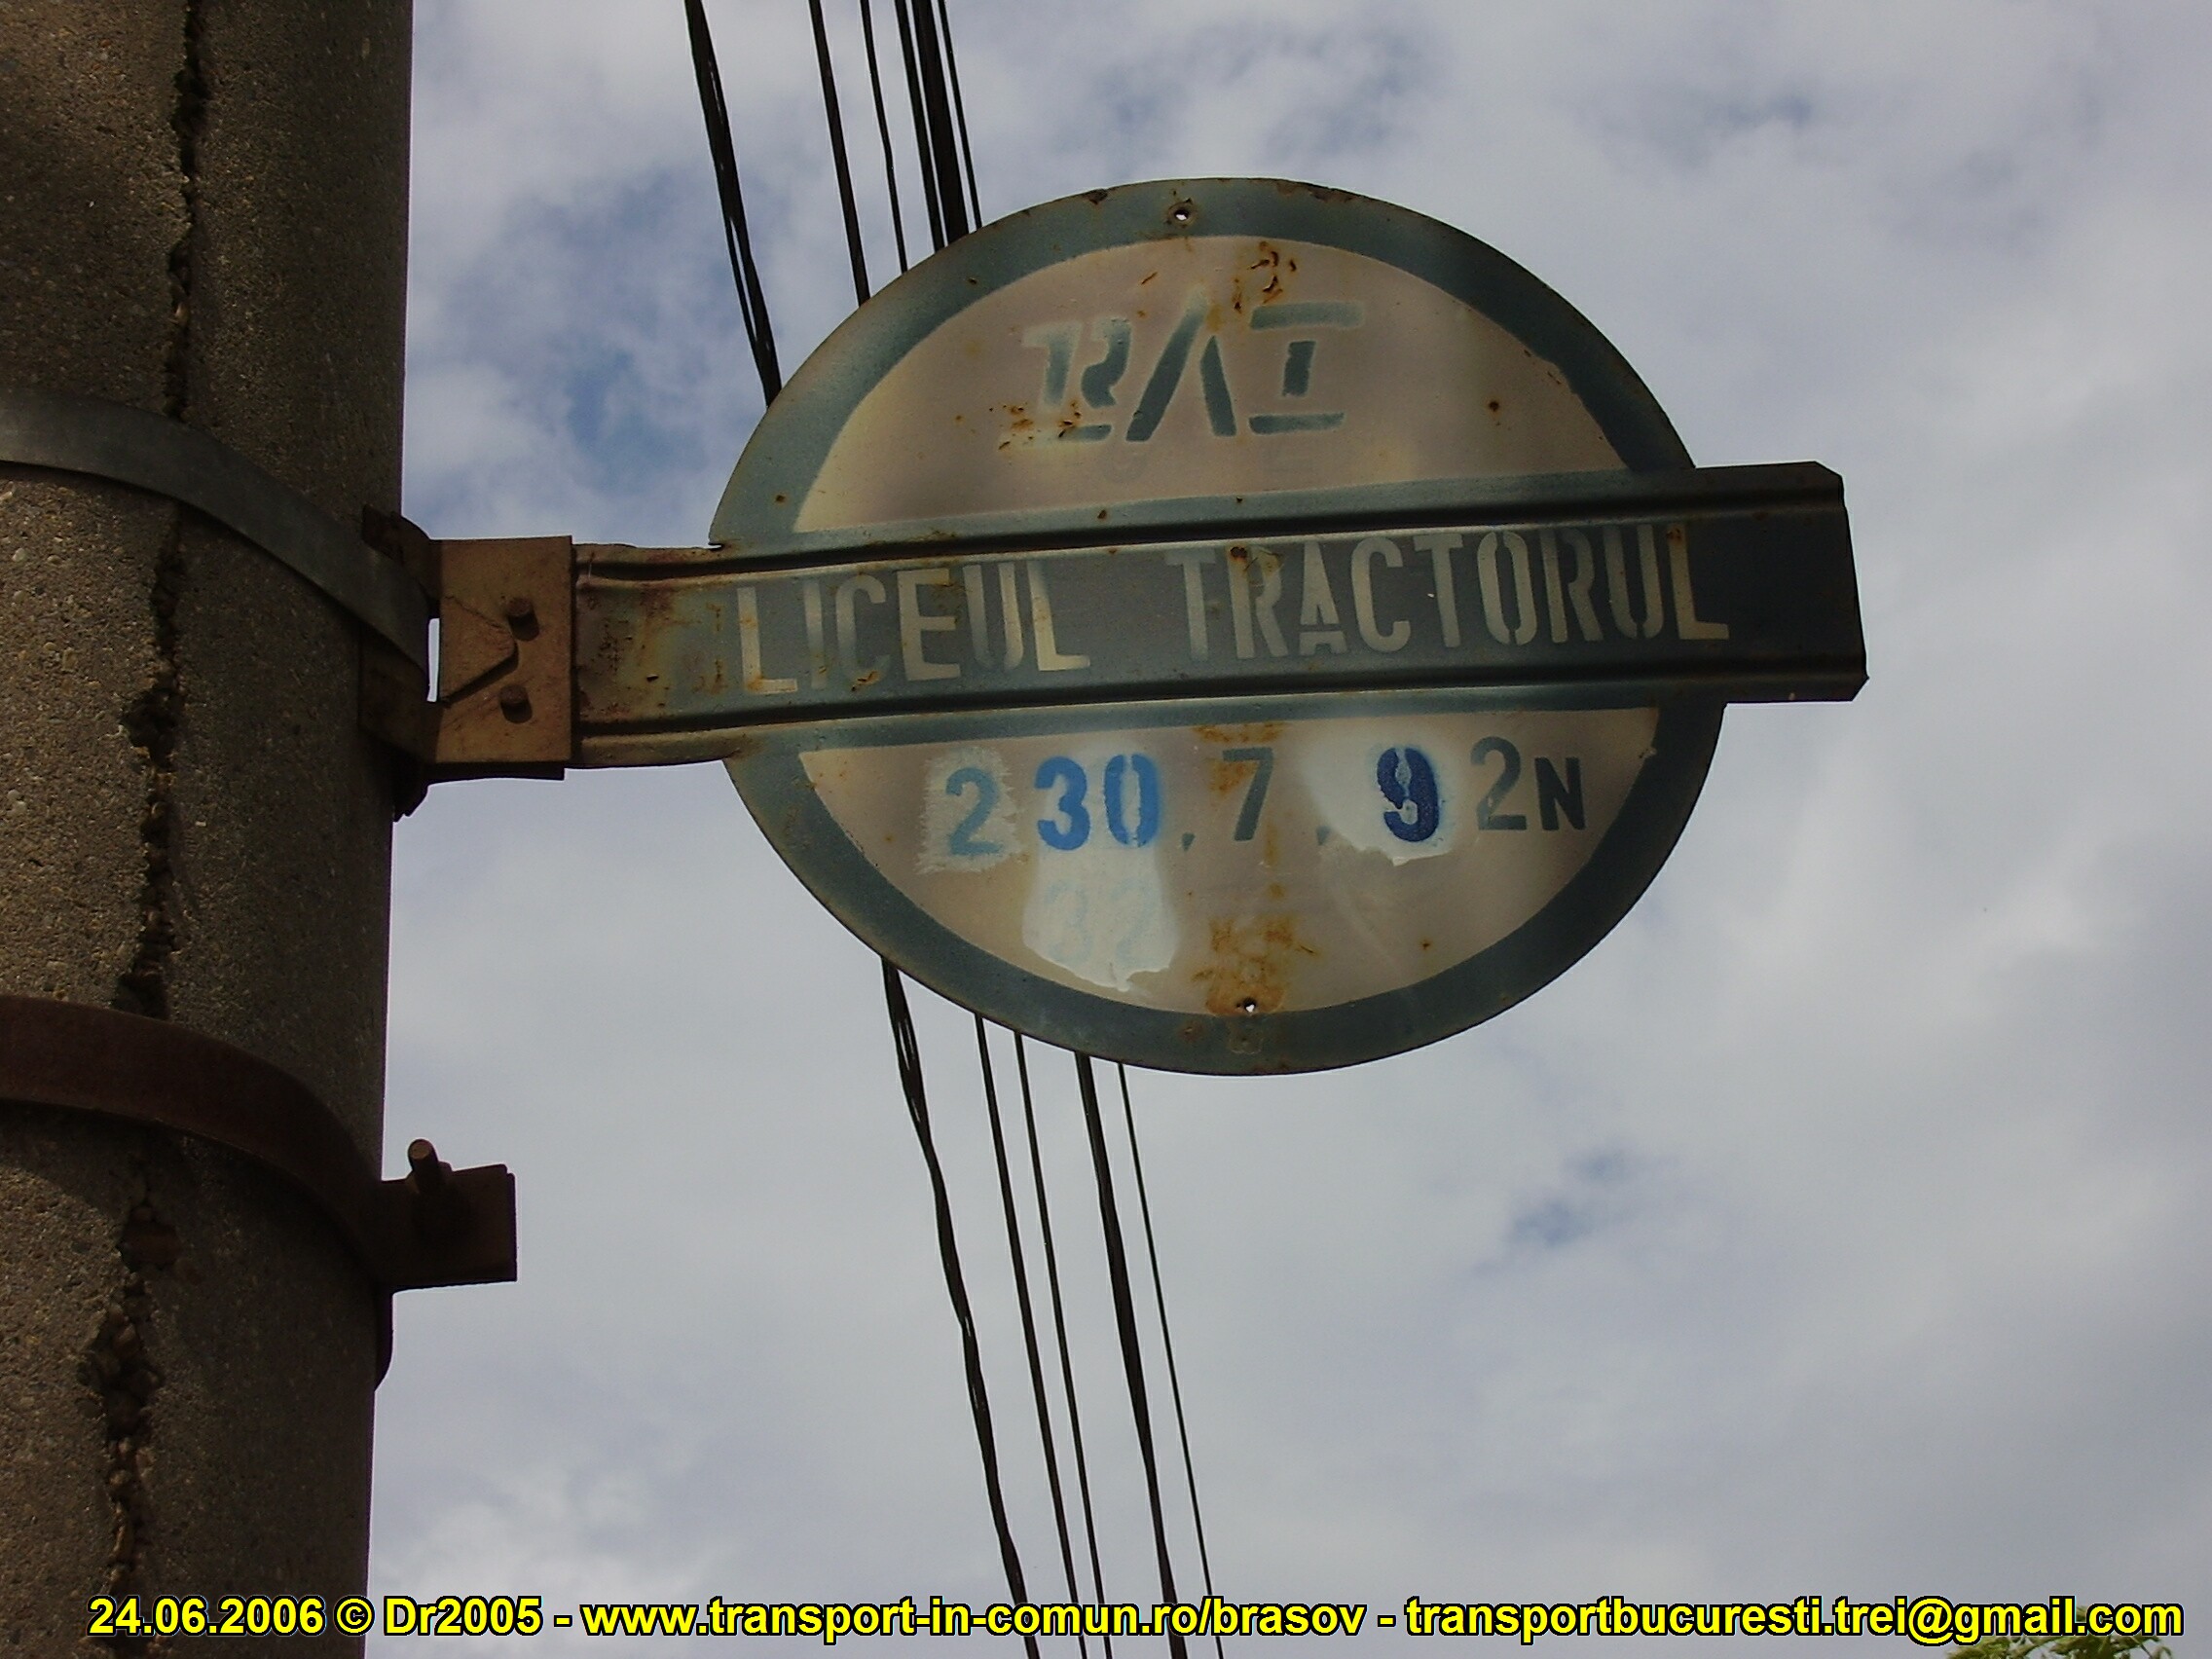 RAT
LICEUL TRACTORUL
2 30, 7, 9 2N
32
24.06.2006 © Dr2005 - www.transport-in-comun.ro/brasov - transportbucuresti.trei@gmail.com